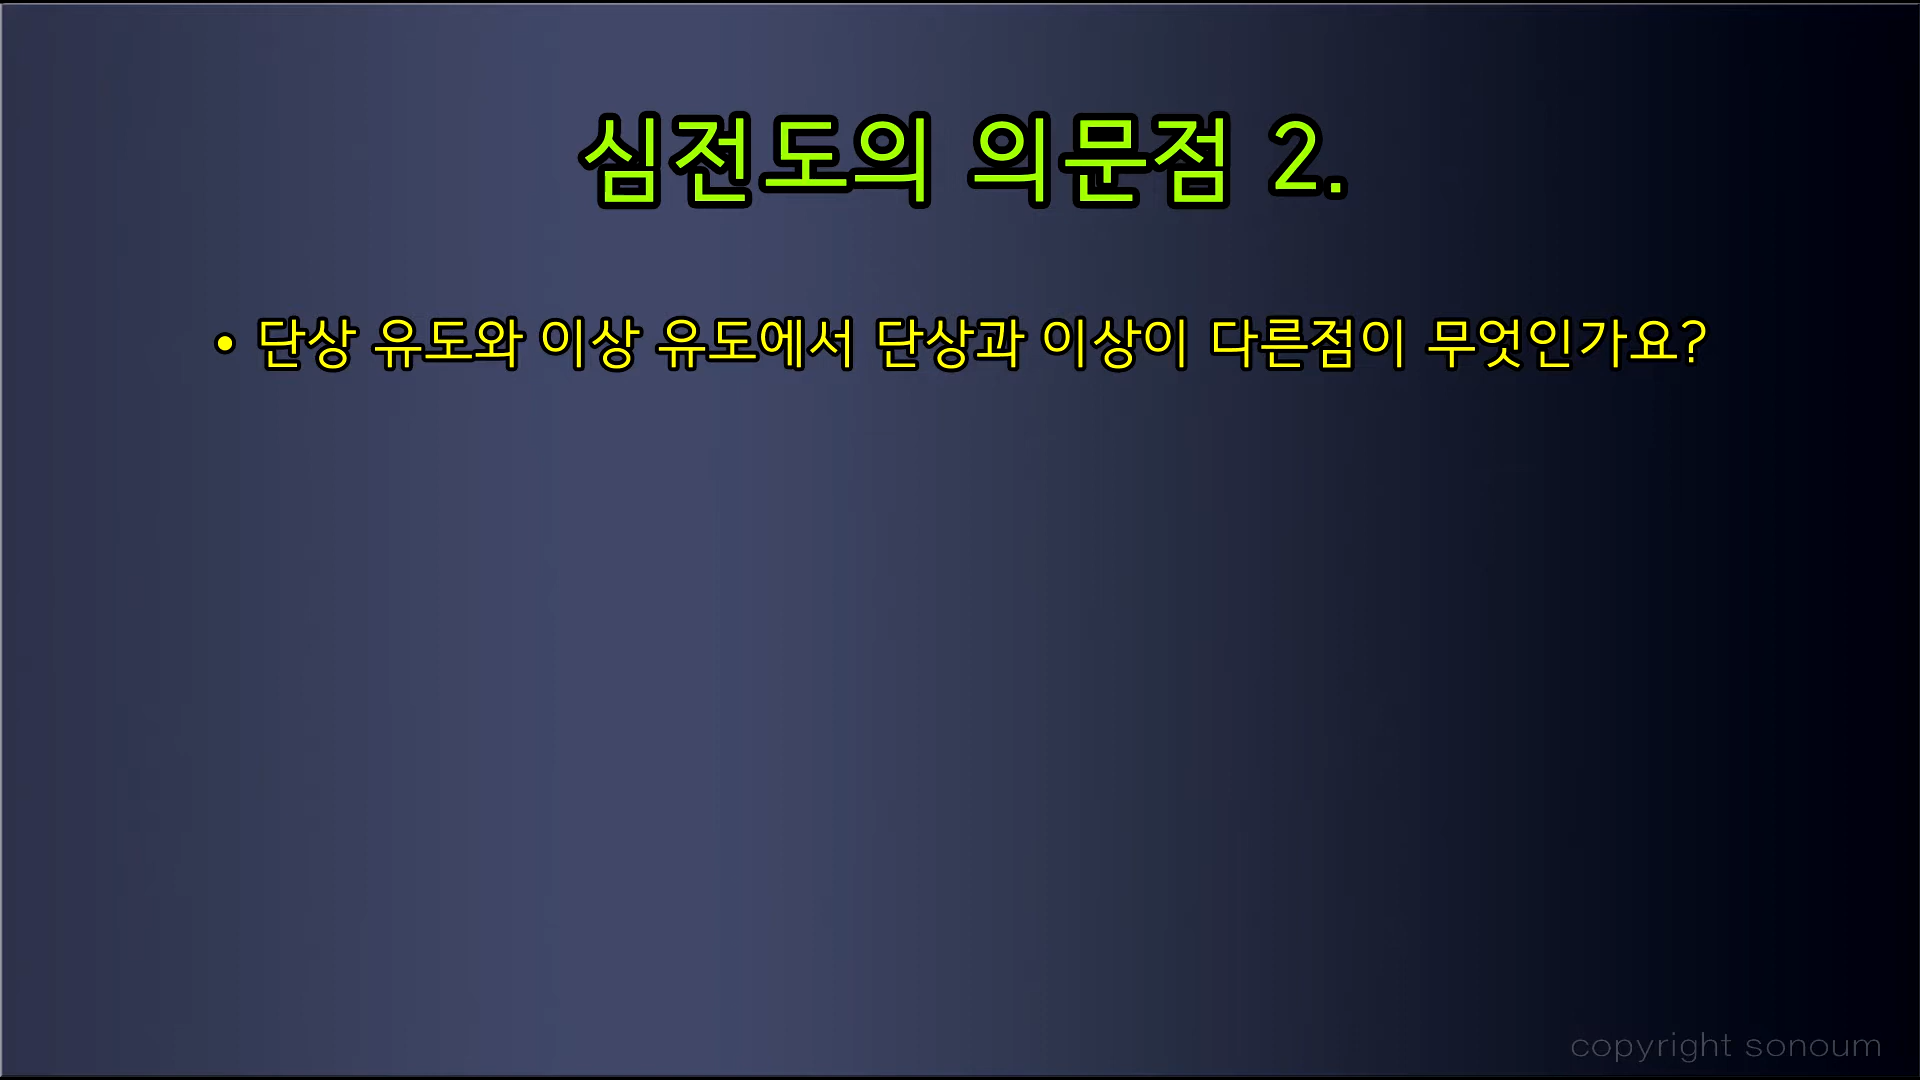 심전도의 의문점 2.
• 단상 유도와 이상 유도에서 단상과 이상이 다른점이 무엇인가요?
copyright sonoum